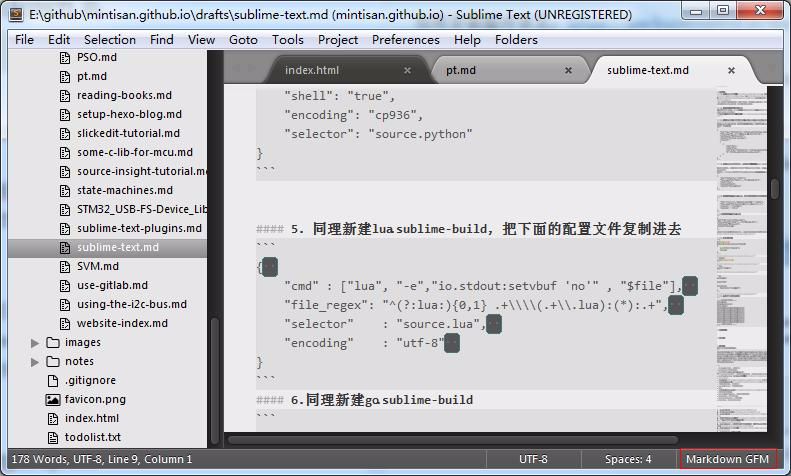 E:\github\mintisan.github.io\drafts\sublime-text.md (mintisan.github.io) - Sublime Text (UNREGISTERED)
File Edit Selection Find View Goto Tools Project Preferences Help Folders
PSO.md
pt.md
reading-books.md
setup-hexo-blog.md
slickedit-tutorial.md
some-c-lib-for-mcu.md
source-insight-tutorial.md
state-machines.md
STM32_USB-FS-Device_Lib
sublime-text-plugins.md
sublime-text.md
SVM.md
use-gitlab.md
using-the-i2c-bus.md
website-index.md
images
notes
.gitignore
favicon.png
index.html
todolist.txt
index.html × pt.md × sublime-text.md ×
"shell": "true",
"encoding": "cp936",
"selector": "source.python"
}
```
#### 5. 同理新建lua.sublime-build, 把下面的配置文件复制进去
```
{
"cmd" : ["lua", "-e","io.stdout:setvbuf 'no'" , "$file"],
"file_regex": "^(?:lua:){0,1} .+\\\\(.+\\.lua):(*):.+",
"selector" : "source.lua",
"encoding" : "utf-8"
}
```
#### 6.同理新建go.sublime-build
```
178 Words, UTF-8, Line 9, Column 1 UTF-8 Spaces: 4 Markdown GFM